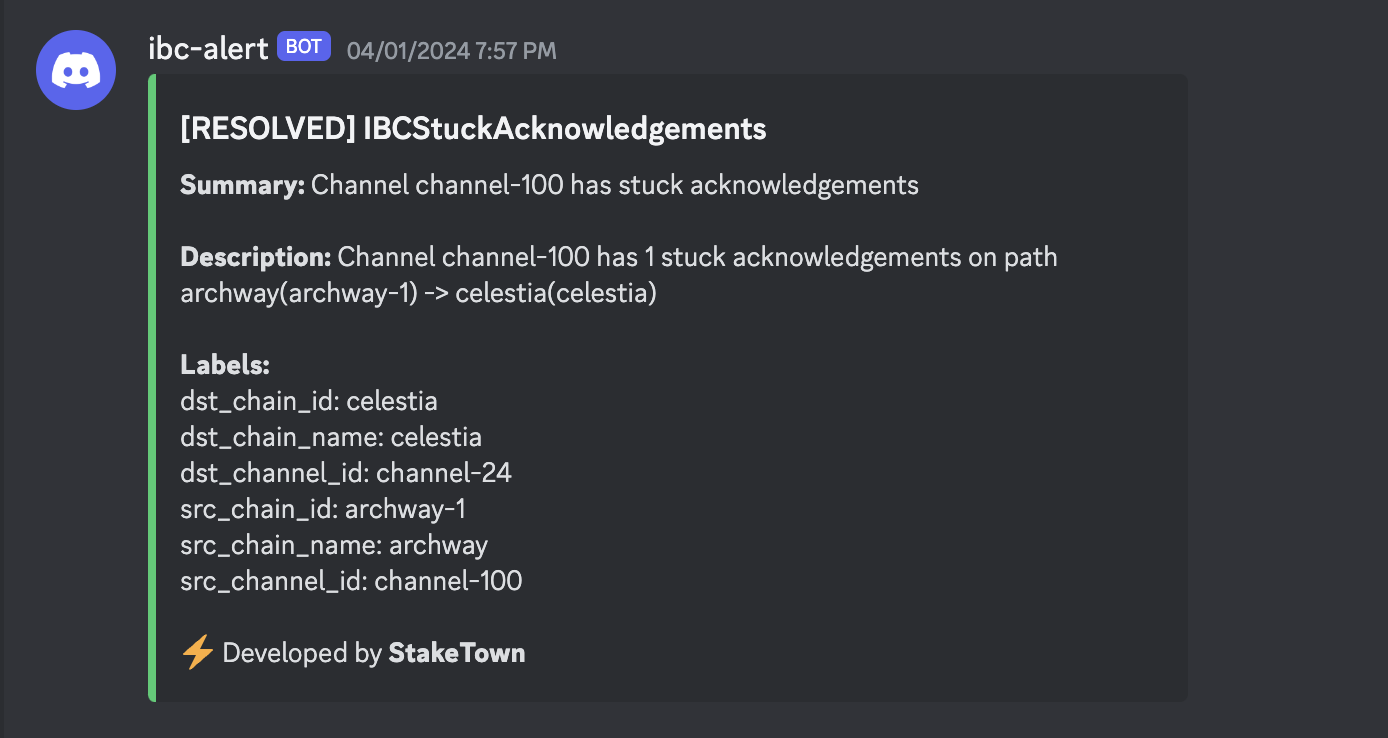 ibc-alert BOT 04/01/2024 7:57 PM
[RESOLVED] IBCStuckAcknowledgements
Summary: Channel channel-100 has stuck acknowledgements
Description: Channel channel-100 has 1 stuck acknowledgements on path
archway(archway-1) -> celestia(celestia)
Labels:
dst_chain_id: celestia
dst_chain_name: celestia
dst_channel_id: channel-24
src_chain_id: archway-1
src_chain_name: archway
src_channel_id: channel-100
⚡ Developed by StakeTown